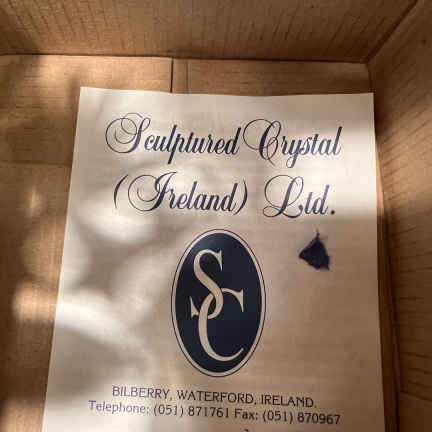 Sculptured Crystal
(Ireland) Ltd.
SC
BILBERRY, WATERFORD, IRELAND.
Telephone: (051) 871761 Fax: (051) 870967